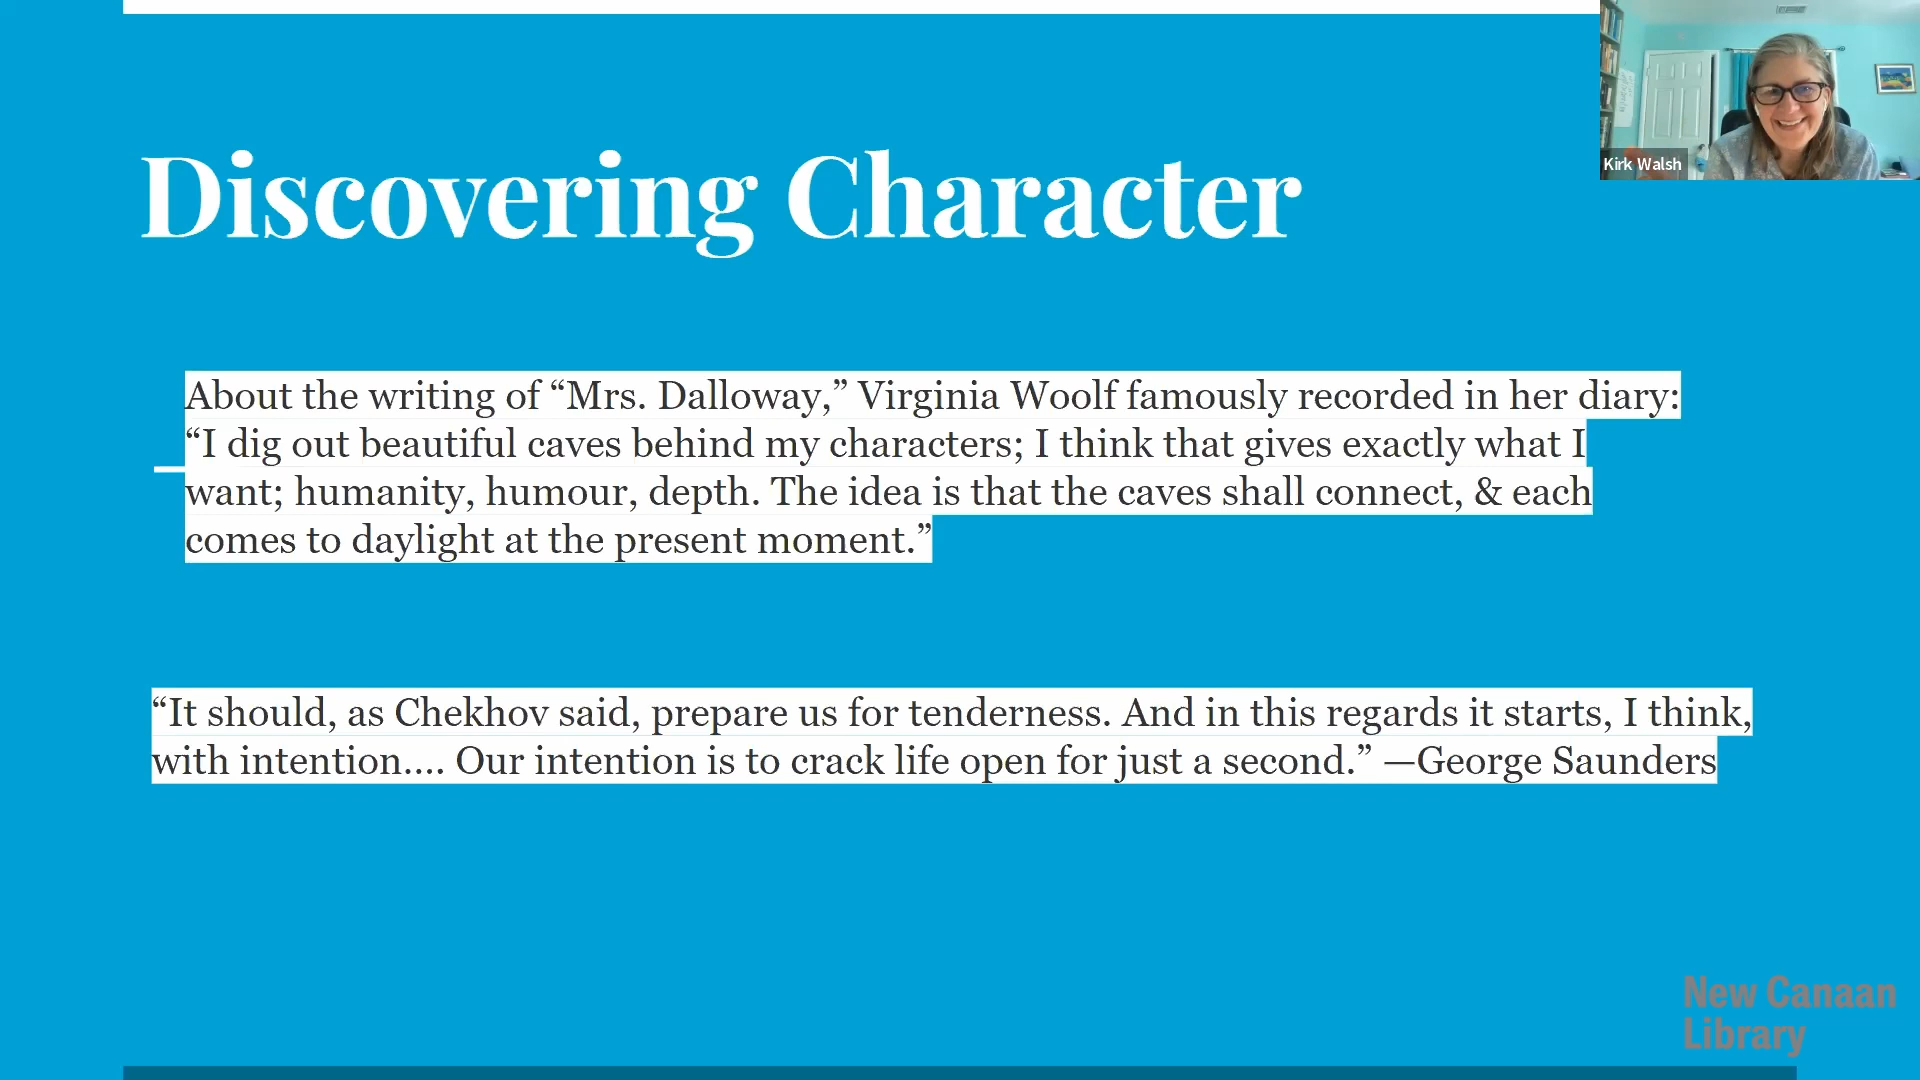 Kirk Walsh
Discovering Character
About the writing of “Mrs. Dalloway,” Virginia Woolf famously recorded in her diary:
“I dig out beautiful caves behind my characters; I think that gives exactly what I
want; humanity, humour, depth. The idea is that the caves shall connect, & each
comes to daylight at the present moment.”
“It should, as Chekhov said, prepare us for tenderness. And in this regards it starts, I think,
with intention.... Our intention is to crack life open for just a second.” —George Saunders
New Canaan
Library